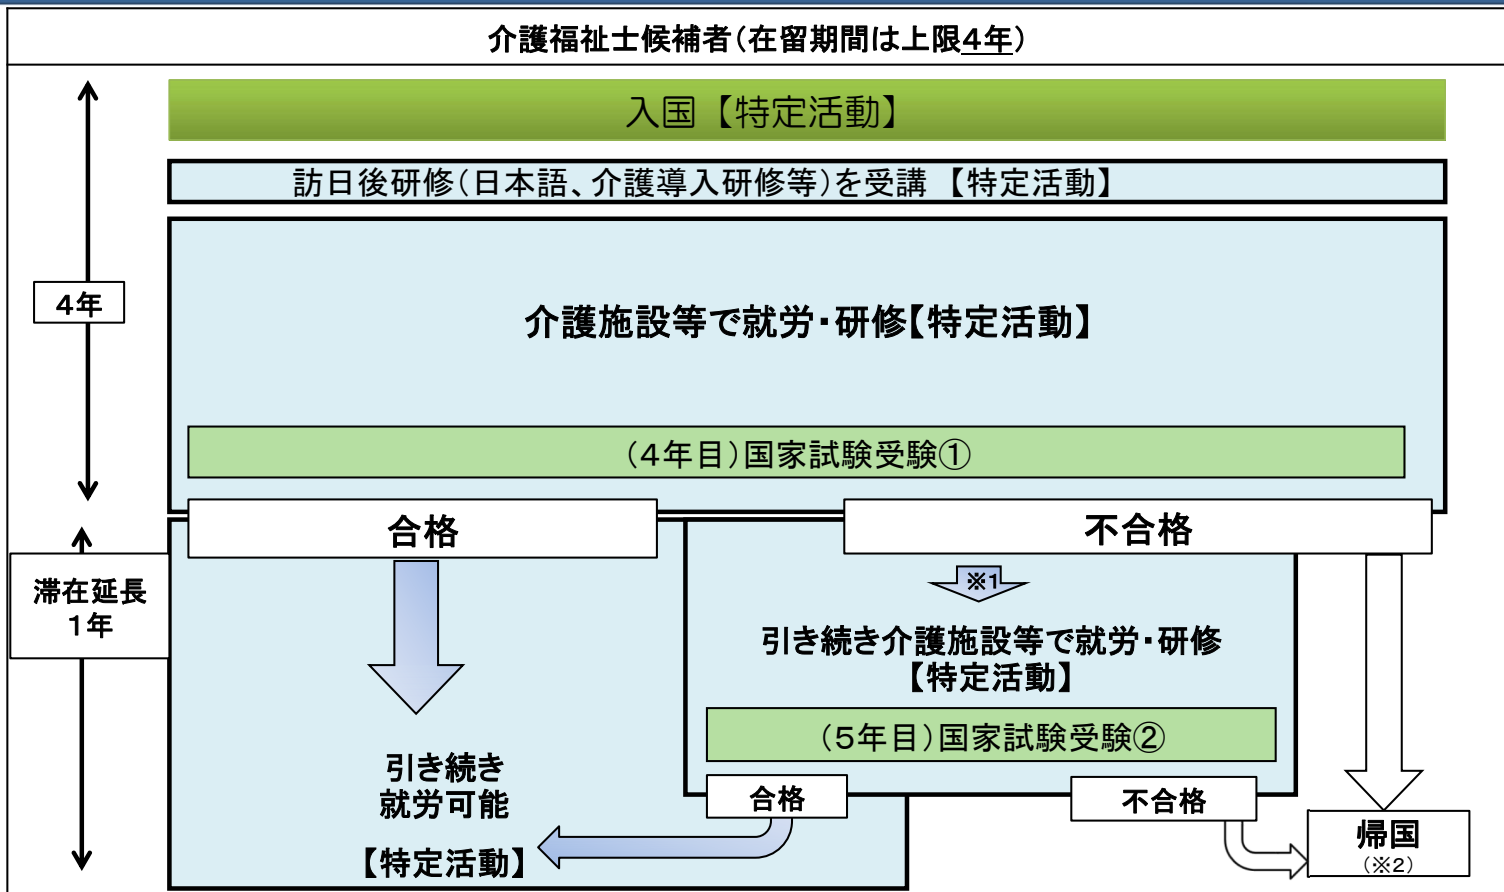 介護福祉士候補者（在留期間は上限4年）
入国【特定活動】
訪日後研修（日本語、介護導入研修等）を受講 【特定活動】
4年
介護施設等で就労・研修【特定活動】
（４年目）国家試験受験①
合格
不合格
滞在延長
１年
※1
引き続き介護施設等で就労・研修
【特定活動】
（５年目）国家試験受験②
引き続き
就労可能
【特定活動】
合格
不合格
帰国
（※2）